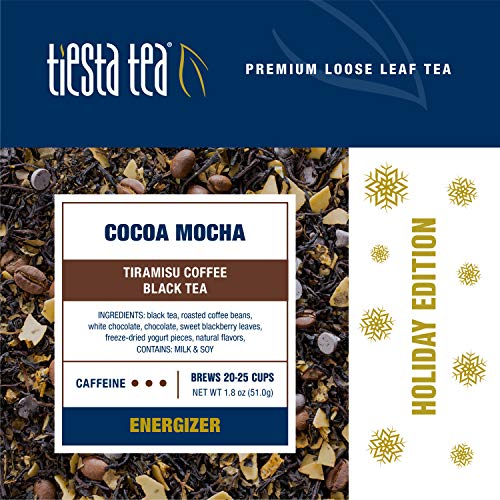 tiesta tea®
PREMIUM LOOSE LEAF TEA
COCOA MOCHA
TIRAMISU COFFEE
BLACK TEA
INGREDIENTS: black tea, roasted coffee beans,
white chocolate, chocolate, sweet blackberry leaves,
freeze-dried yogurt pieces, natural flavors,
CONTAINS: MILK & SOY
CAFFEINE ● ● ●
BREWS 20-25 CUPS
NET WT 1.8 oz (51.0g)
ENERGIZER
HOLIDAY EDITION